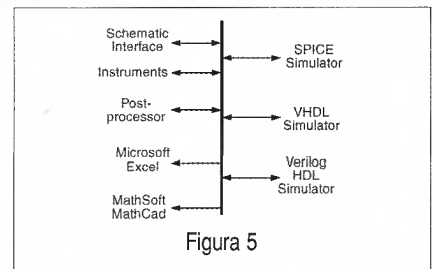 Schematic
Interface
Instruments
Post-
processor
Microsoft
Excel
MathSoft
MathCad
SPICE
Simulator
VHDL
Simulator
Verilog
HDL
Simulator
Figura 5